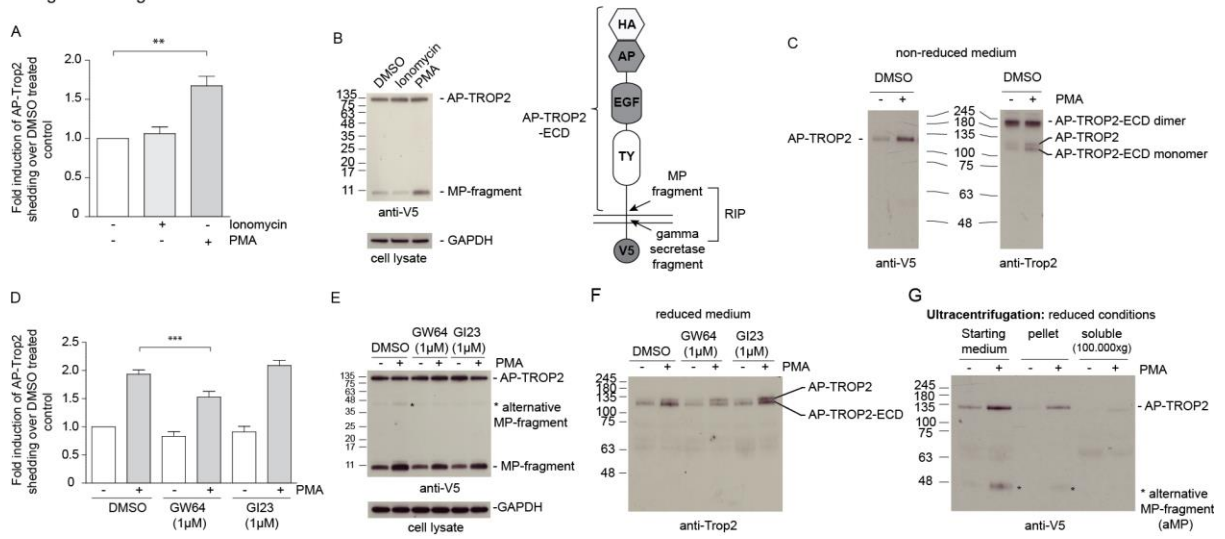 A
Fold induction of AP-Trop2
shedding over DMSO treated
control
2.0
1.5
1.0
0.5
0.0
**
- + - Ionomycin
- - + PMA
B
DMSO
Ionomycin
PMA
135
75
63
48
35
25
20
17
11
- AP-TROP2
- MP-fragment
anti-V5
- GAPDH
cell lysate
HA
AP
EGF
TY
V5
AP-TROP2
-ECD
MP
fragment
RIP
gamma
secretase
fragment
C
non-reduced medium
DMSO DMSO
- + - + PMA
AP-TROP2 -
245
180
135
100
75
63
48
- AP-TROP2-ECD dimer
AP-TROP2
AP-TROP2-ECD monomer
anti-V5 anti-Trop2
D
Fold induction of AP-Trop2
shedding over DMSO treated
control
2.5
2.0
1.5
1.0
0.5
0.0
***
- + - + - + PMA
DMSO GW64 GI23
(1µM) (1µM)
E
GW64 GI23
DMSO (1µM) (1µM)
- + - + - + PMA
135
75
63
48
35
25
20
17
11
- AP-TROP2
* alternative
MP-fragment
- MP-fragment
anti-V5
-GAPDH
cell lysate
F
reduced medium
GW64 GI23
DMSO (1µM) (1µM)
- + - + - + PMA
245
180
135
100
75
63
48
AP-TROP2
AP-TROP2-ECD
anti-Trop2
G
Ultracentrifugation: reduced conditions
Starting pellet soluble
medium (100.000xg)
- + - + - + PMA
245
180
135
100
75
63
48
-AP-TROP2
* alternative
MP-fragment
(aMP)
anti-V5